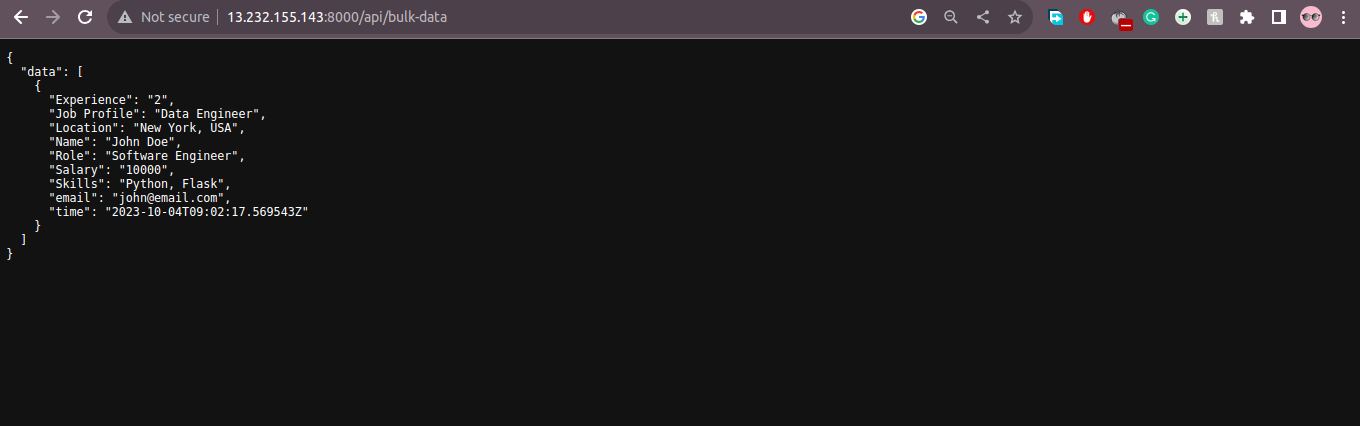 Not secure 13.232.155.143:8000/api/bulk-data
{
  "data": [
    {
      "Experience": "2",
      "Job Profile": "Data Engineer",
      "Location": "New York, USA",
      "Name": "John Doe",
      "Role": "Software Engineer",
      "Salary": "10000",
      "Skills": "Python, Flask",
      "email": "john@email.com",
      "time": "2023-10-04T09:02:17.569543Z"
    }
  ]
}